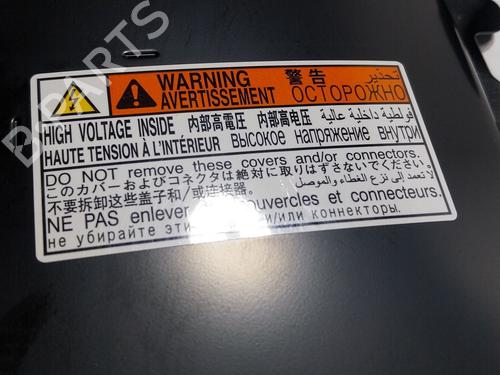 WARNING 警告 تحذير
AVERTISSEMENT ОСТОРОЖНО
HIGH VOLTAGE INSIDE , 内部高電圧 内部高电压 فولطية داخلية عالية
HAUTE TENSION À L'INTÉRIEUR Высокое напряжение внутри
DO NOT remove these covers and/or connectors.
このカバーおよびコネクタは絶対に取りはずさないでください。
不要拆卸这些盖子和/或连接器. لا تعمد إلى نزع الغطاء والموصل
NE PAS enlever couvercles et connecteurs.
не убирайте эти и/или коннекторы.
B-PARTS